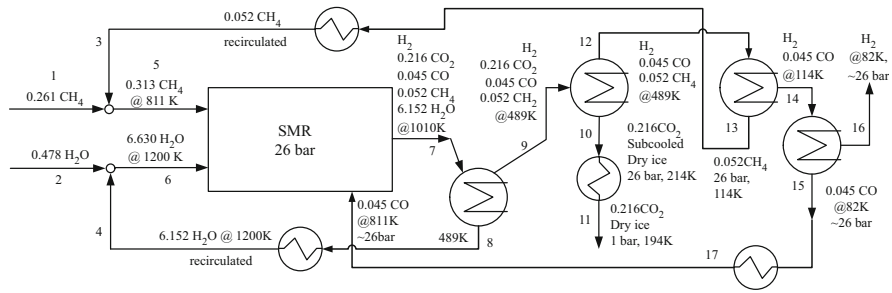 0.052 CH₄
3
recirculated
1
0.261 CH₄
5
0.313 CH₄
@ 811 K
0.478 H₂O
2
6.630 H₂O
@ 1200 K
6
4
6.152 H₂O @ 1200K
recirculated
SMR
26 bar
H₂
0.216 CO₂
0.045 CO
0.052 CH₄
6.152 H₂O
@1010K
7
0.045 CO
@811K
~26bar
489K
8
H₂
0.216 CO₂
0.045 CO
0.052 CH₂
@489K
9
12
H₂
0.045 CO
0.052 CH₄
@489K
10
0.216CO₂
Subcooled
Dry ice
26 bar, 214K
11
0.216CO₂
Dry ice
1 bar, 194K
H₂
0.045 CO
@114K
14
13
0.052CH₄
26 bar,
114K
H₂
@82K,
~26 bar
16
15
0.045 CO
@82K
~26 bar
17